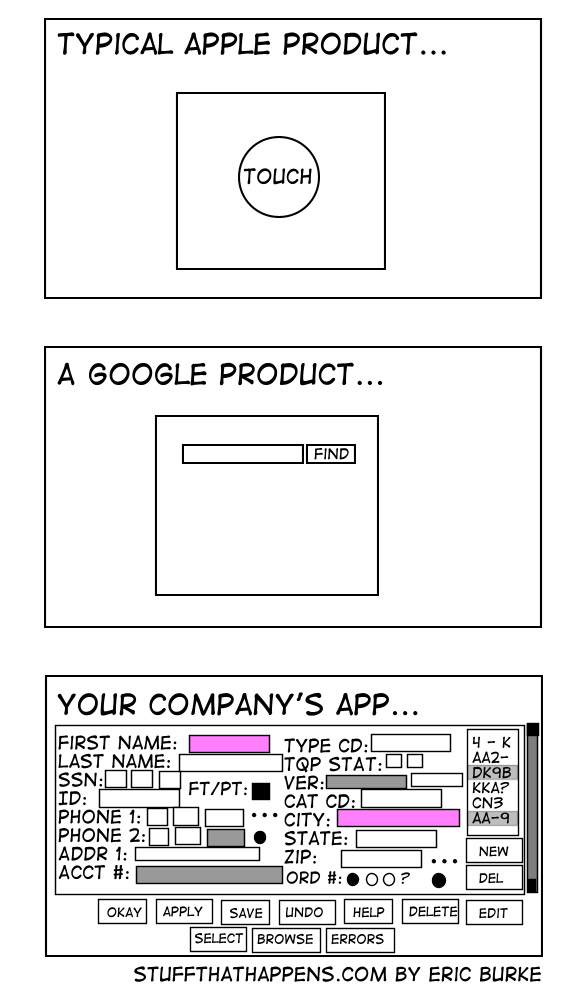 TYPICAL APPLE PRODUCT...
TOUCH
A GOOGLE PRODUCT...
FIND
YOUR COMPANY'S APP...
FIRST NAME:
LAST NAME:
SSN:
FT/PT:
ID:
PHONE 1:
...
PHONE 2:
ADDR 1:
ACCT #:
TYPE CD:
TQP STAT:
VER:
CAT CD:
CITY:
STATE:
ZIP:
...
ORD #:
?
4 - K
AA2-
DK9B
KKA?
CN3
AA-9
NEW
DEL
OKAY APPLY SAVE UNDO HELP DELETE EDIT
SELECT BROWSE ERRORS
STUFFTHATHAPPENS.COM BY ERIC BURKE